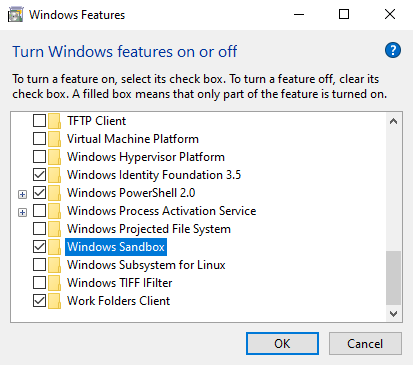 Windows Features
Turn Windows features on or off
?
To turn a feature on, select its check box. To turn a feature off, clear its
check box. A filled box means that only part of the feature is turned on.
TFTP Client
Virtual Machine Platform
Windows Hypervisor Platform
Windows Identity Foundation 3.5
Windows PowerShell 2.0
Windows Process Activation Service
Windows Projected File System
Windows Sandbox
Windows Subsystem for Linux
Windows TIFF IFilter
Work Folders Client
OK
Cancel